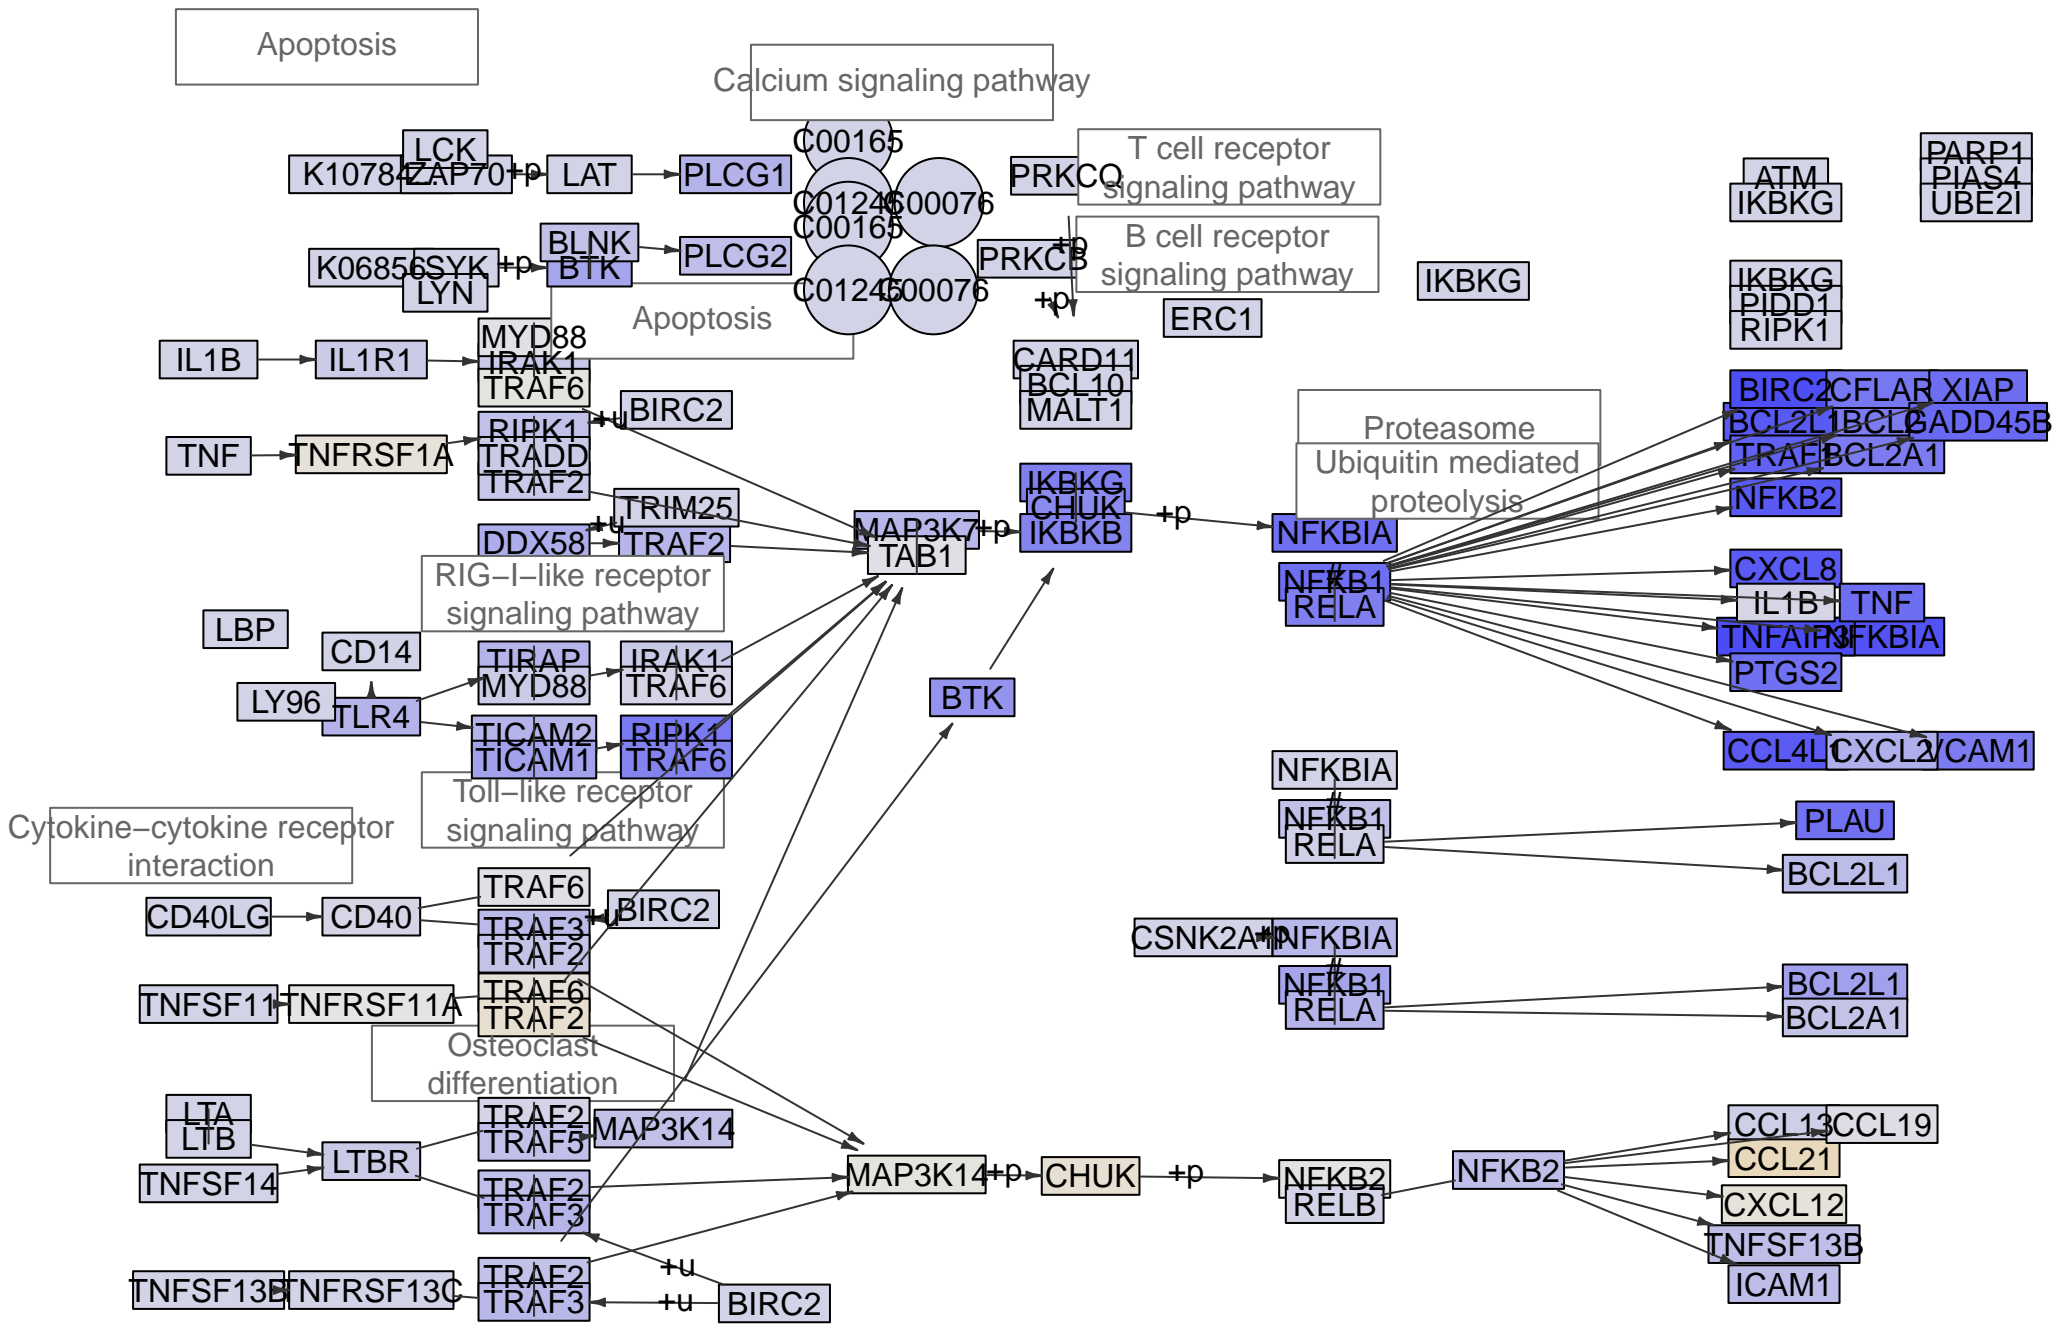 Apoptosis
Calcium signaling pathway
C00165
T cell receptor
signaling pathway
LCK
K10784
ZAP70
+p
LAT
PLCG1
PRKCQ
C01245
C00076
C00165
ATM
IKBKG
PARP1
PIAS4
UBE2I
B cell receptor
signaling pathway
BLNK
BTK
K06856
SYK
LYN
+p
PLCG2
PRKCB
+p
C01245
C00076
+p
IKBKG
IKBKG
PIDD1
RIPK1
ERC1
Apoptosis
IL1B
IL1R1
MYD88
IRAK1
TRAF6
CARD11
BCL10
MALT1
BIRC2
+u
TNF
TNFRSF1A
RIPK1
TRADD
TRAF2
Proteasome
Ubiquitin mediated
proteolysis
BIRC2
CFLAR
XIAP
BCL2L1
BCL2
GADD45B
TRAF1
BCL2A1
NFKB2
TRIM25
+u
DDX58
TRAF2
MAP3K7
TAB1
+p
IKBKG
CHUK
IKBKB
+p
NFKBIA
NFKB1
RELA
CXCL8
IL1B
TNF
TNFAIP3
NFKBIA
PTGS2
RIG−I−like receptor
signaling pathway
LBP
CD14
LY96
TLR4
TIRAP
MYD88
IRAK1
TRAF6
BTK
TICAM2
TICAM1
RIPK1
TRAF6
CCL4L1
CXCL2
VCAM1
NFKBIA
Toll−like receptor
signaling pathway
Cytokine−cytokine receptor
interaction
NFKB1
RELA
PLAU
BCL2L1
TRAF6
CD40LG
CD40
TRAF3
TRAF2
+u
BIRC2
CSNK2A1
+p
NFKBIA
TNFSF11
TNFRSF11A
TRAF6
TRAF2
NFKB1
RELA
BCL2L1
BCL2A1
Osteoclast
differentiation
LTA
LTB
TNFSF14
LTBR
TRAF2
TRAF5
MAP3K14
TRAF2
TRAF3
MAP3K14
+p
CHUK
+p
NFKB2
RELB
NFKB2
CCL13
CCL19
CCL21
CXCL12
TNFSF13B
ICAM1
TNFSF13B
TNFRSF13C
TRAF2
TRAF3
+u
+u
BIRC2